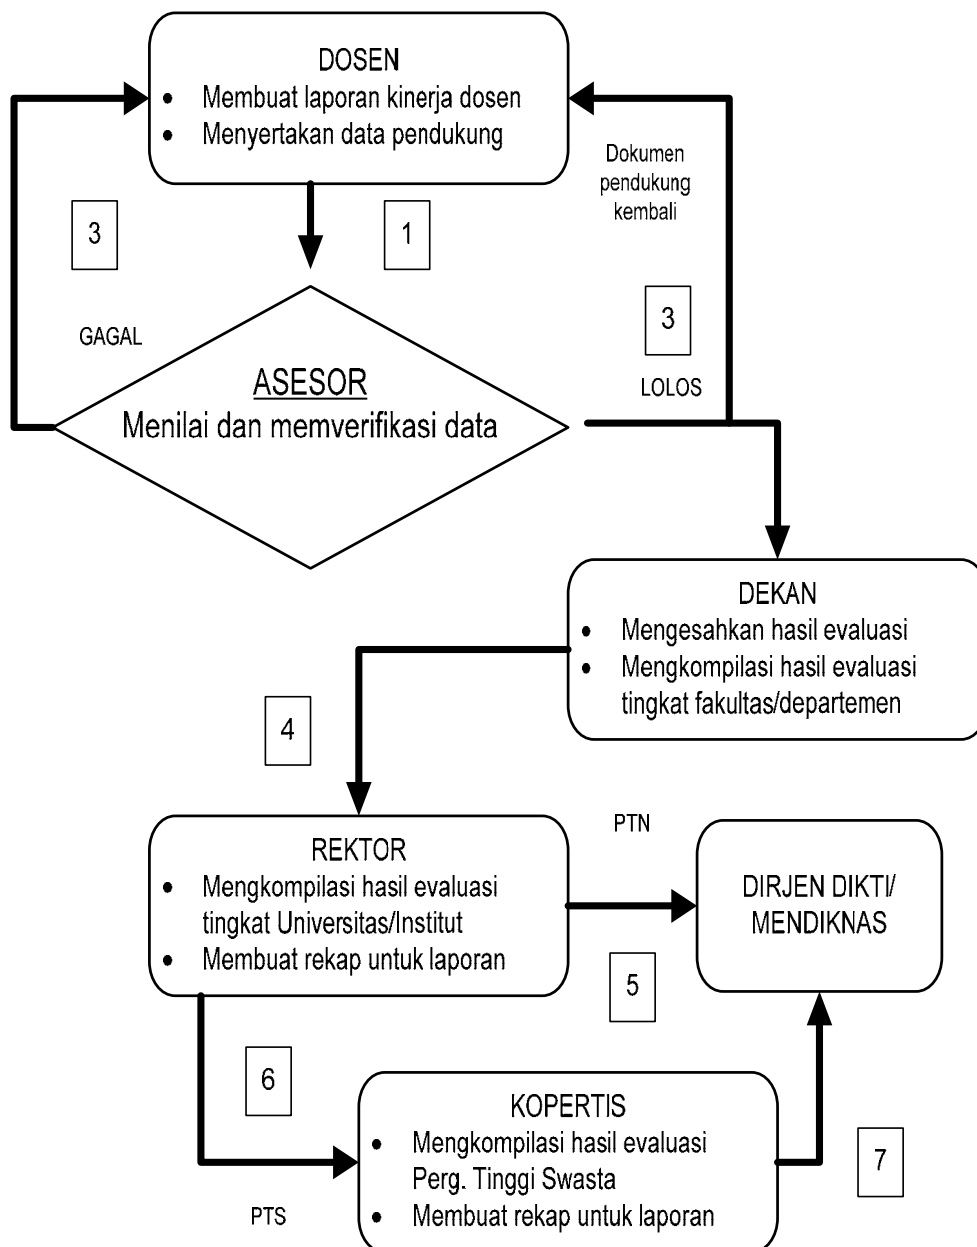 DOSEN
• Membuat laporan kinerja dosen
• Menyertakan data pendukung
Dokumen
pendukung
kembali
3
1
3
GAGAL
LOLOS
ASESOR
Menilai dan memverifikasi data
DEKAN
• Mengesahkan hasil evaluasi
• Mengkompilasi hasil evaluasi
tingkat fakultas/departemen
4
REKTOR
• Mengkompilasi hasil evaluasi
tingkat Universitas/Institut
• Membuat rekap untuk laporan
PTN
DIRJEN DIKTI/
MENDIKNAS
5
6
KOPERTIS
• Mengkompilasi hasil evaluasi
Perg. Tinggi Swasta
• Membuat rekap untuk laporan
7
PTS